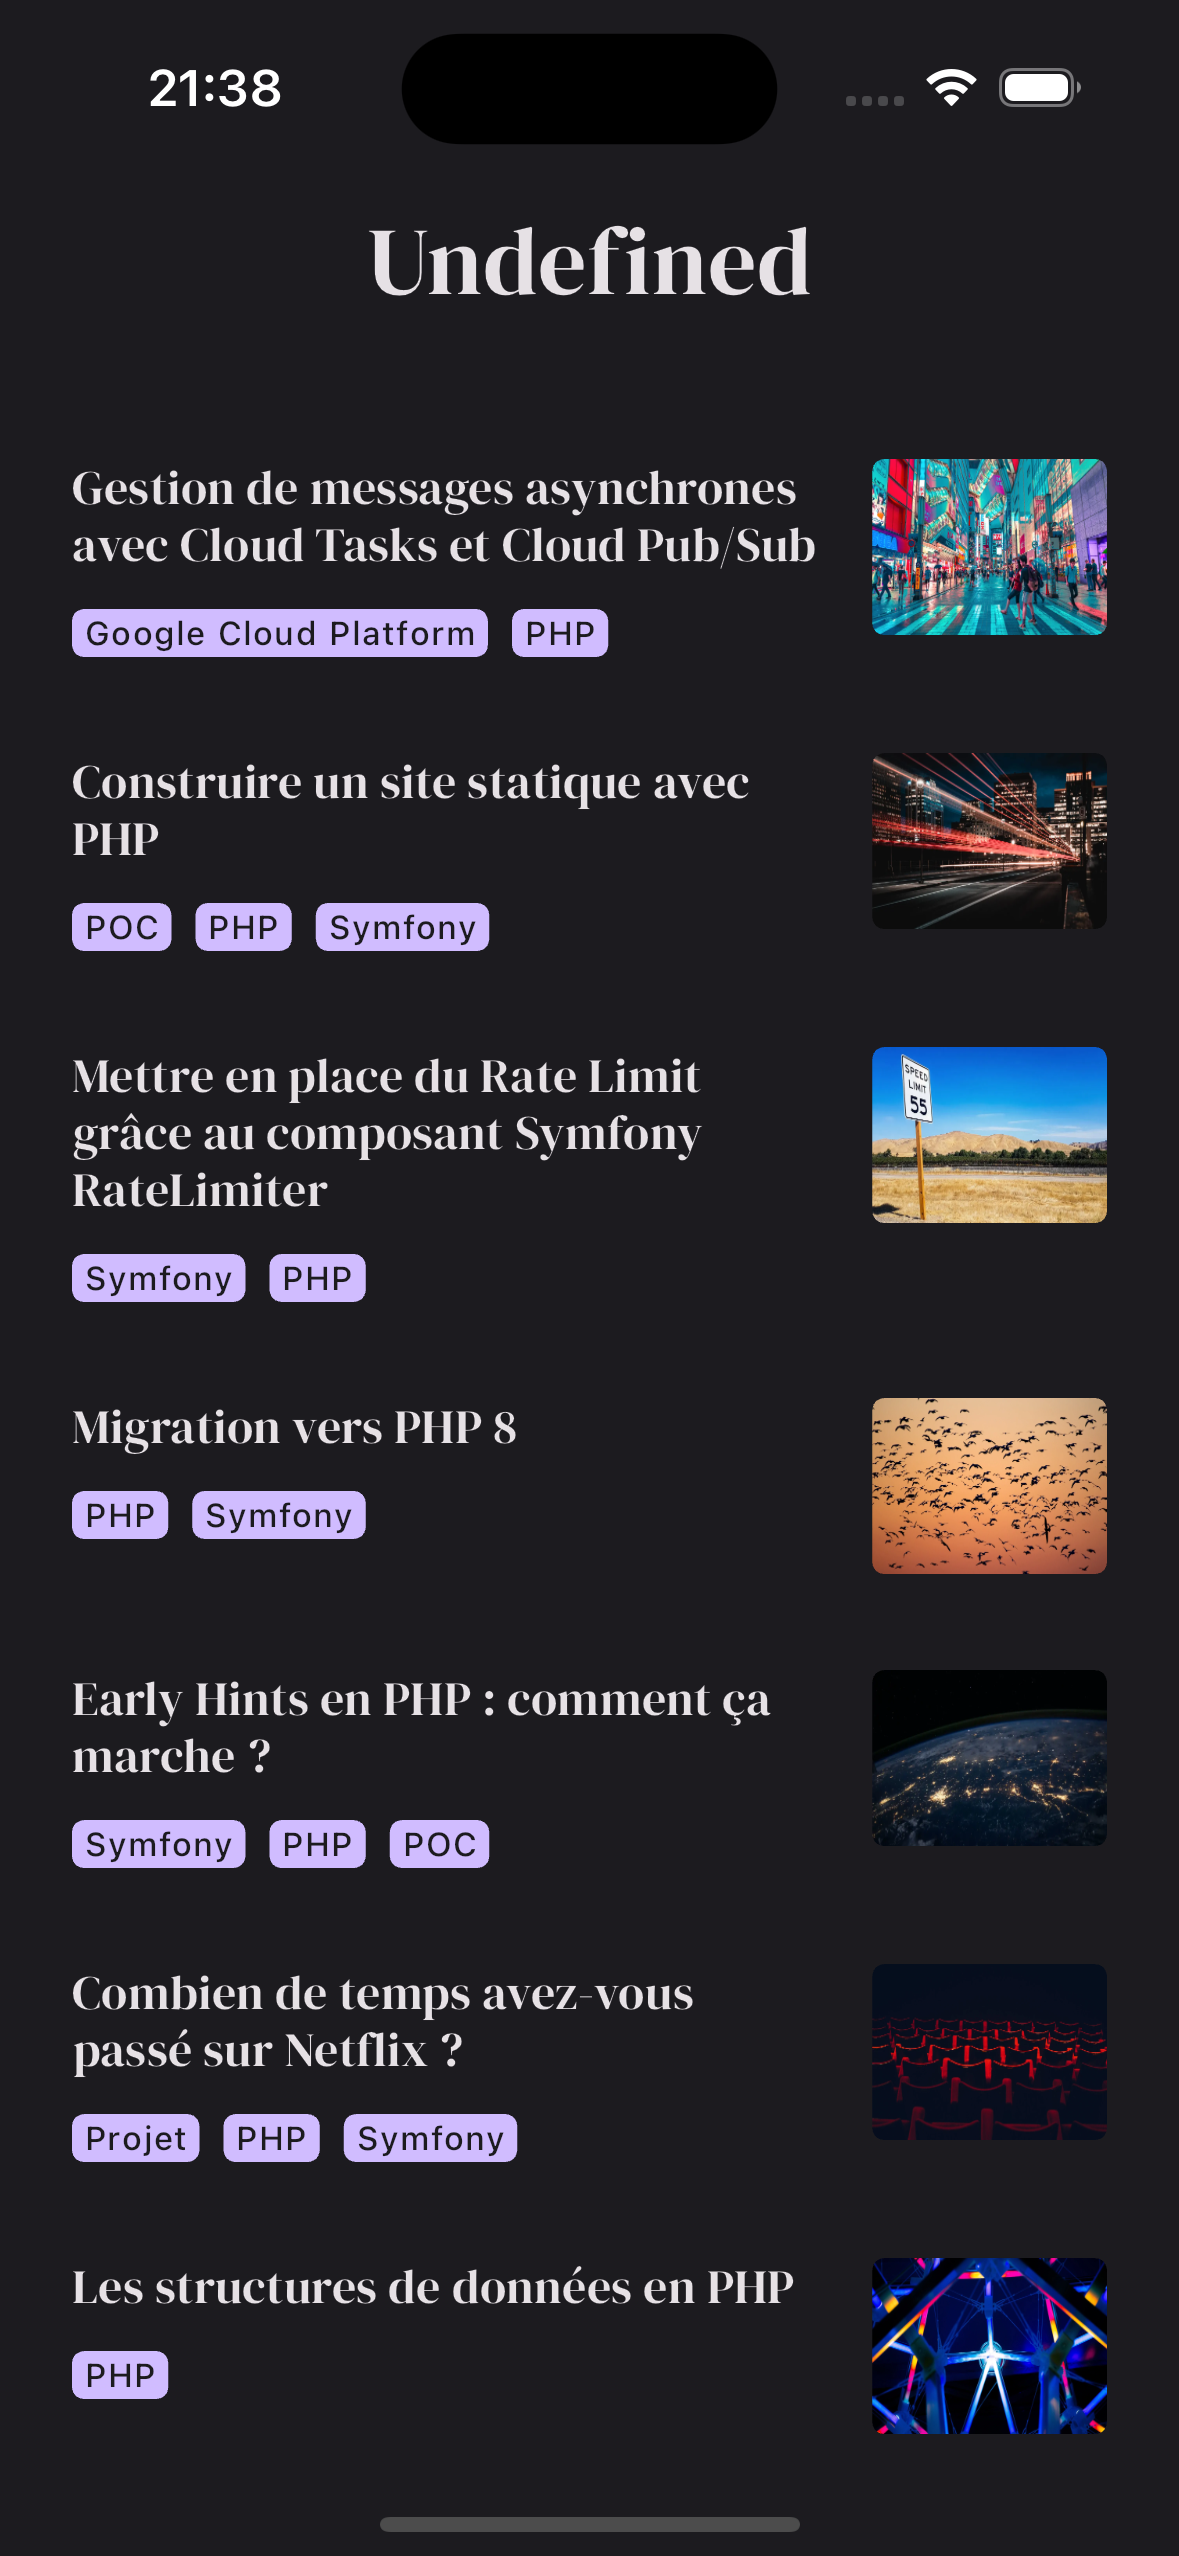 21:38
Undefined
Gestion de messages asynchrones
avec Cloud Tasks et Cloud Pub/Sub
Google Cloud Platform PHP
Construire un site statique avec
PHP
POC PHP Symfony
Mettre en place du Rate Limit
grâce au composant Symfony
RateLimiter
SPEED
LIMIT
55
Symfony PHP
Migration vers PHP 8
PHP Symfony
Early Hints en PHP : comment ça
marche ?
Symfony PHP POC
Combien de temps avez-vous
passé sur Netflix ?
Projet PHP Symfony
Les structures de données en PHP
PHP